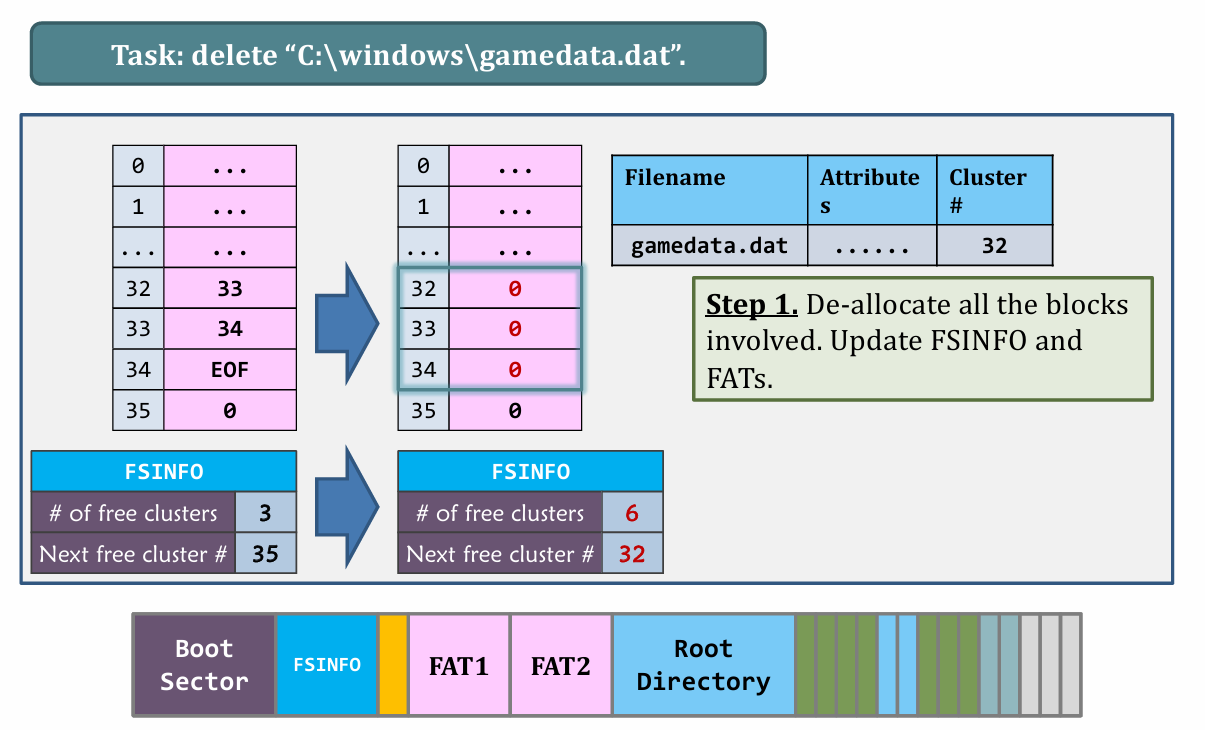 Task: delete “C:\windows\gamedata.dat”.
0 ...
1 ...
... ...
32 33
33 34
34 EOF
35 0
0 ...
1 ...
... ...
32 0
33 0
34 0
35 0
Filename Attribute Cluster
s #
gamedata.dat ...... 32
Step 1. De-allocate all the blocks
involved. Update FSINFO and
FATs.
FSINFO
# of free clusters 3
Next free cluster # 35
FSINFO
# of free clusters 6
Next free cluster # 32
Boot
Sector
FSINFO
FAT1
FAT2
Root
Directory